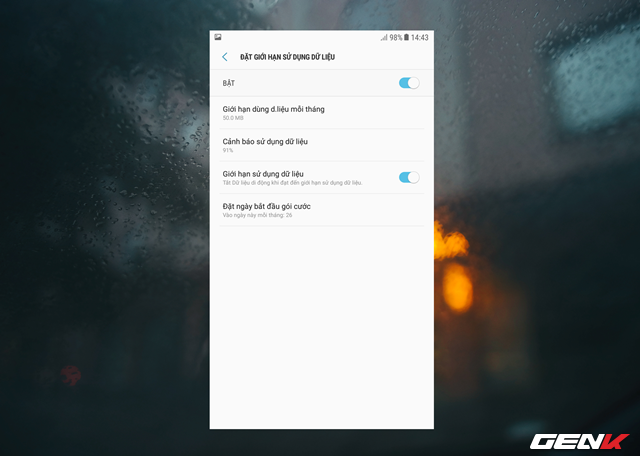 98% 14:43
ĐẶT GIỚI HẠN SỬ DỤNG DỮ LIỆU
BẬT
Giới hạn dùng d.liệu mỗi tháng
50.0 MB
Cảnh báo sử dụng dữ liệu
91%
Giới hạn sử dụng dữ liệu
Tắt Dữ liệu di động khi đạt đến giới hạn sử dụng dữ liệu.
Đặt ngày bắt đầu gói cước
Vào ngày này mỗi tháng: 26
GENK